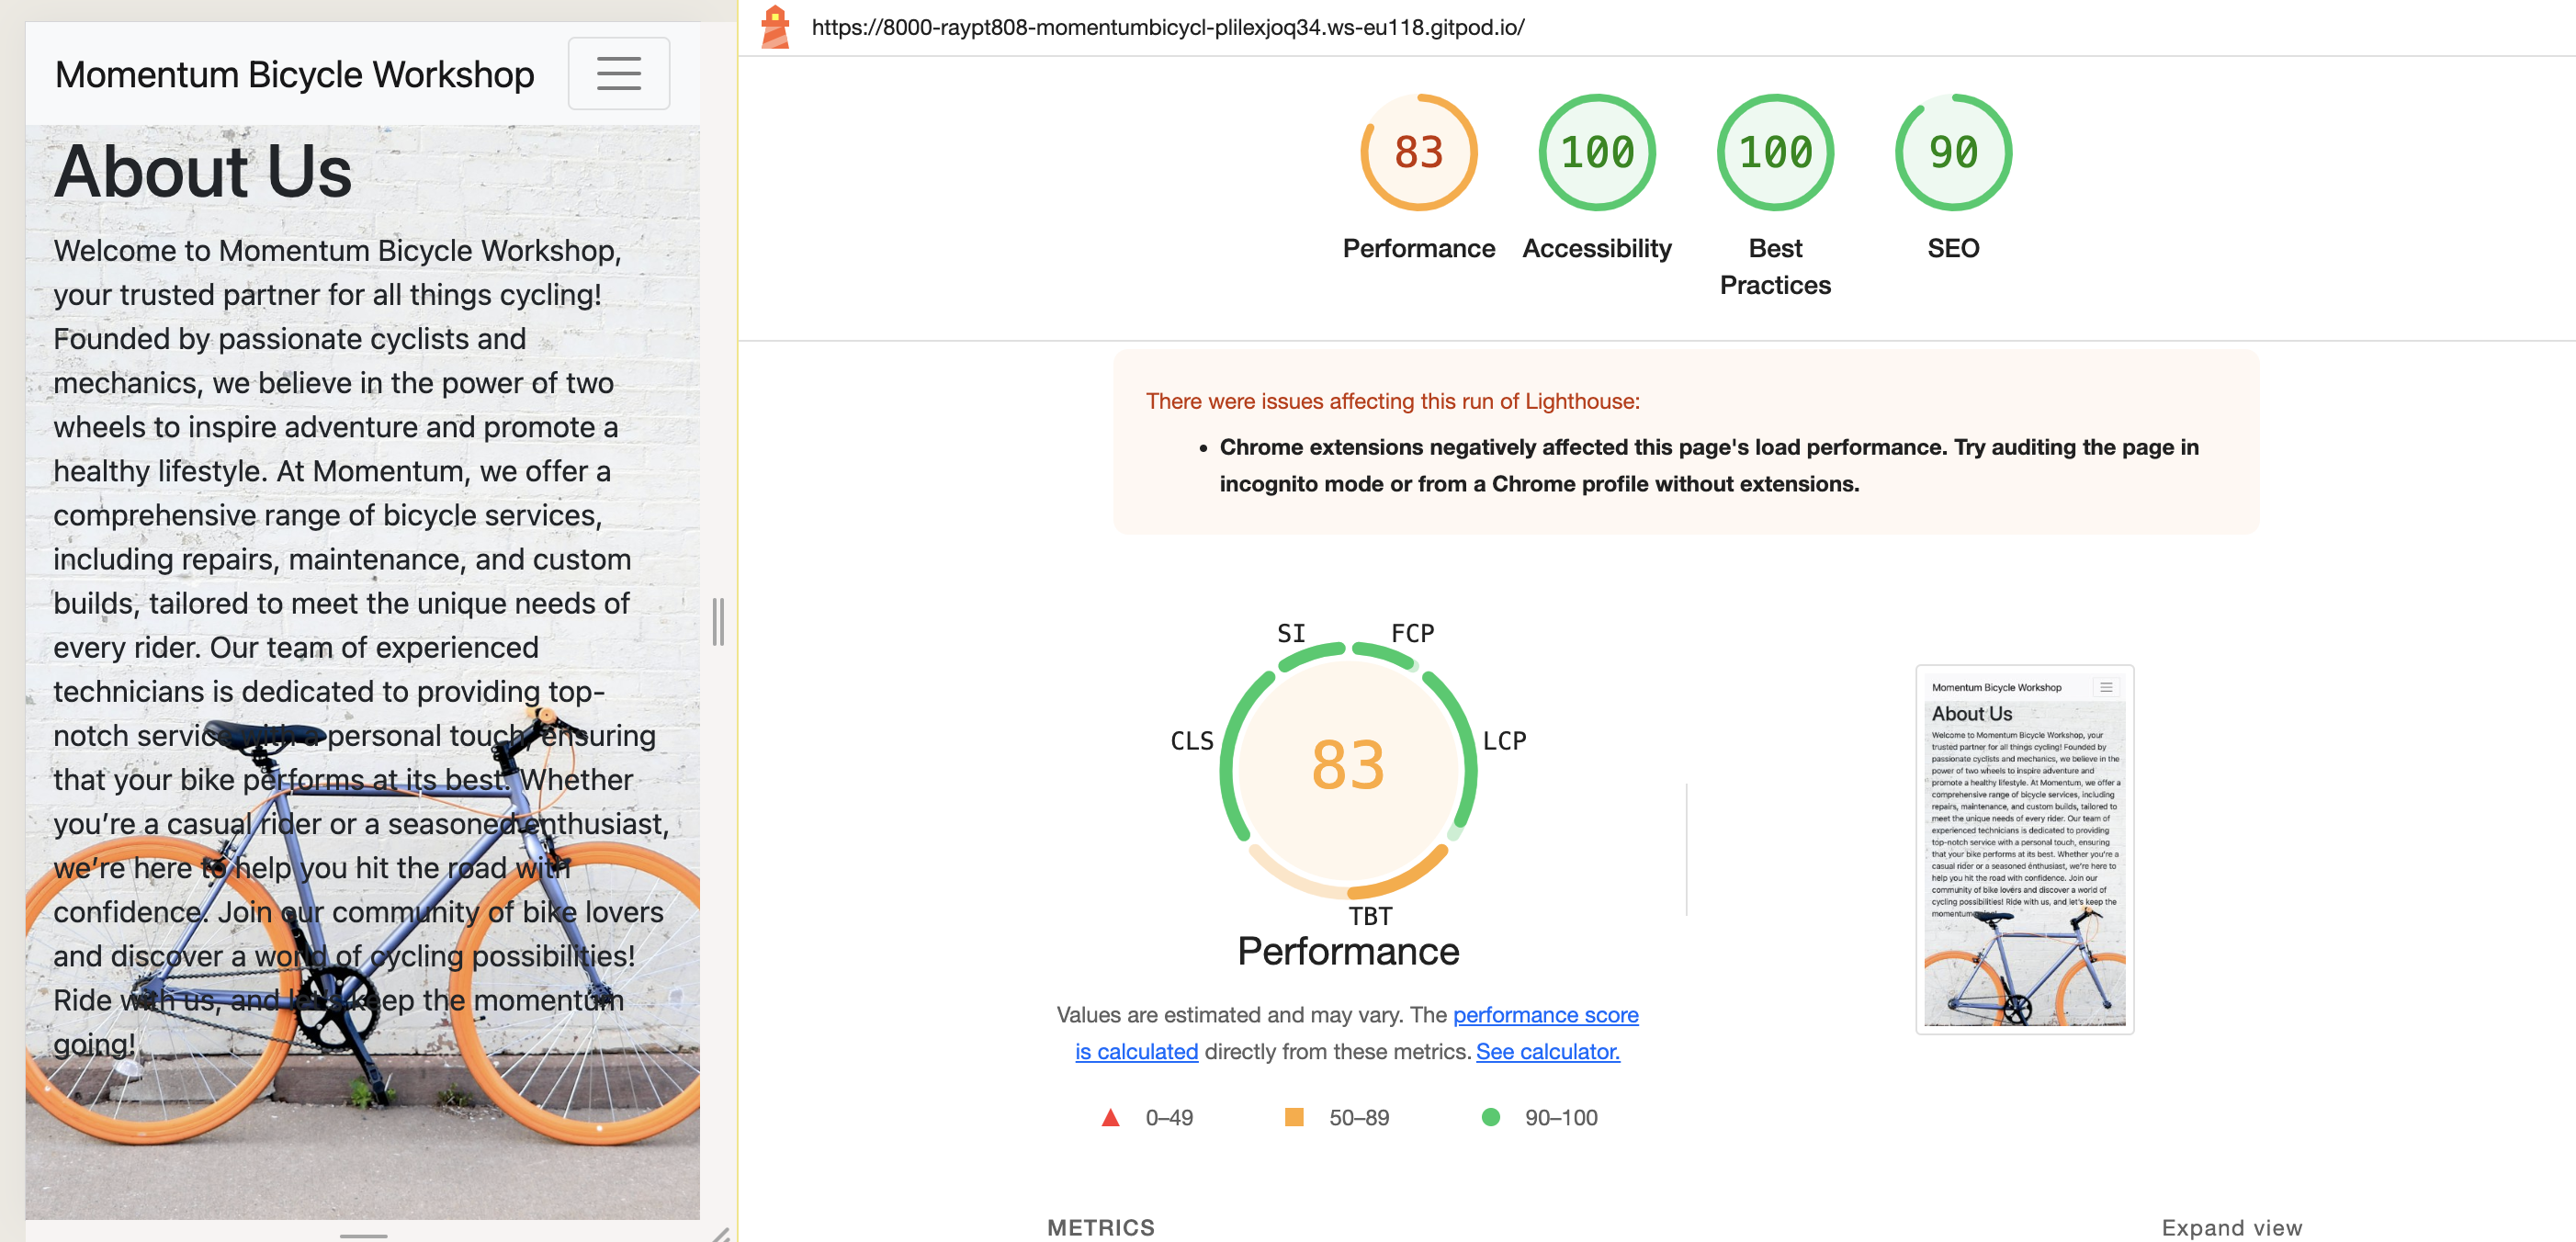 Momentum Bicycle Workshop
About Us
Welcome to Momentum Bicycle Workshop,
your trusted partner for all things cycling!
Founded by passionate cyclists and
mechanics, we believe in the power of two
wheels to inspire adventure and promote a
healthy lifestyle. At Momentum, we offer a
comprehensive range of bicycle services,
including repairs, maintenance, and custom
builds, tailored to meet the unique needs of
every rider. Our team of experienced
technicians is dedicated to providing top-
notch service with a personal touch, ensuring
that your bike performs at its best. Whether
you’re a casual rider or a seasoned enthusiast,
we’re here to help you hit the road with
confidence. Join our community of bike lovers
and discover a world of cycling possibilities!
Ride with us, and let’s keep the momentum
going!
https://8000-raypt808-momentumbicycl-plilexjoq34.ws-eu118.gitpod.io/
83
Performance
100
Accessibility
100
Best
Practices
90
SEO
There were issues affecting this run of Lighthouse:
• Chrome extensions negatively affected this page's load performance. Try auditing the page in
incognito mode or from a Chrome profile without extensions.
SI
FCP
CLS
LCP
83
TBT
Performance
Values are estimated and may vary. The performance score
is calculated directly from these metrics. See calculator.
0–49
50–89
90–100
Momentum Bicycle Workshop
About Us
Welcome to Momentum Bicycle Workshop, your
trusted partner for all things cycling! Founded by
passionate cyclists and mechanics, we believe in the
power of two wheels to inspire adventure and
promote a healthy lifestyle. At Momentum, we offer a
comprehensive range of bicycle services, including
repairs, maintenance, and custom builds, tailored to
meet the unique needs of every rider. Our team of
experienced technicians is dedicated to providing
top-notch service with a personal touch, ensuring
that your bike performs at its best. Whether you’re a
casual rider or a seasoned enthusiast, we’re here to
help you hit the road with confidence. Join our
community of bike lovers and discover a world of
cycling possibilities! Ride with us, and let’s keep the
momentum
METRICS
Expand view